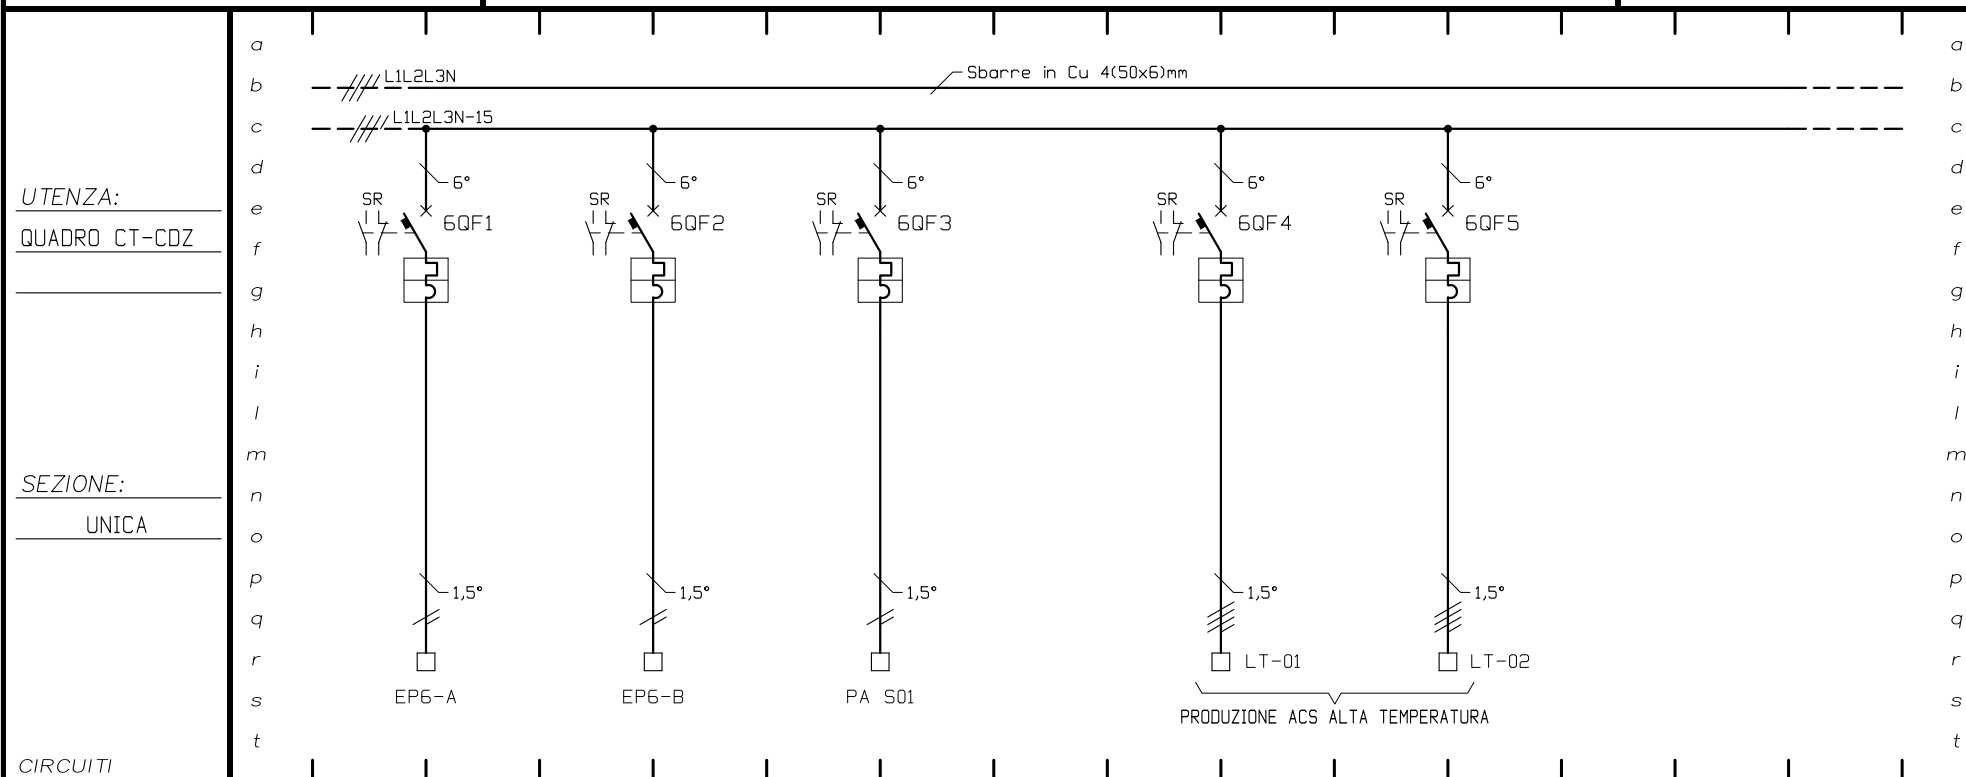 a a
L1L2L3N Sbarre in Cu 4(50x6)mm
b b
L1L2L3N-15
c c
d d
6° 6° 6° 6° 6°
UTENZA:
SR SR SR SR SR
e e
6QF1 6QF2 6QF3 6QF4 6QF5
QUADRO CT-CDZ
f f
g g
h h
i i
l l
m m
SEZIONE:
n n
UNICA
o o
p p
1,5° 1,5° 1,5° 1,5° 1,5°
q q
r LT-01 LT-02 r
EP6-A EP6-B PA S01
s s
PRODUZIONE ACS ALTA TEMPERATURA
t t
CIRCUITI